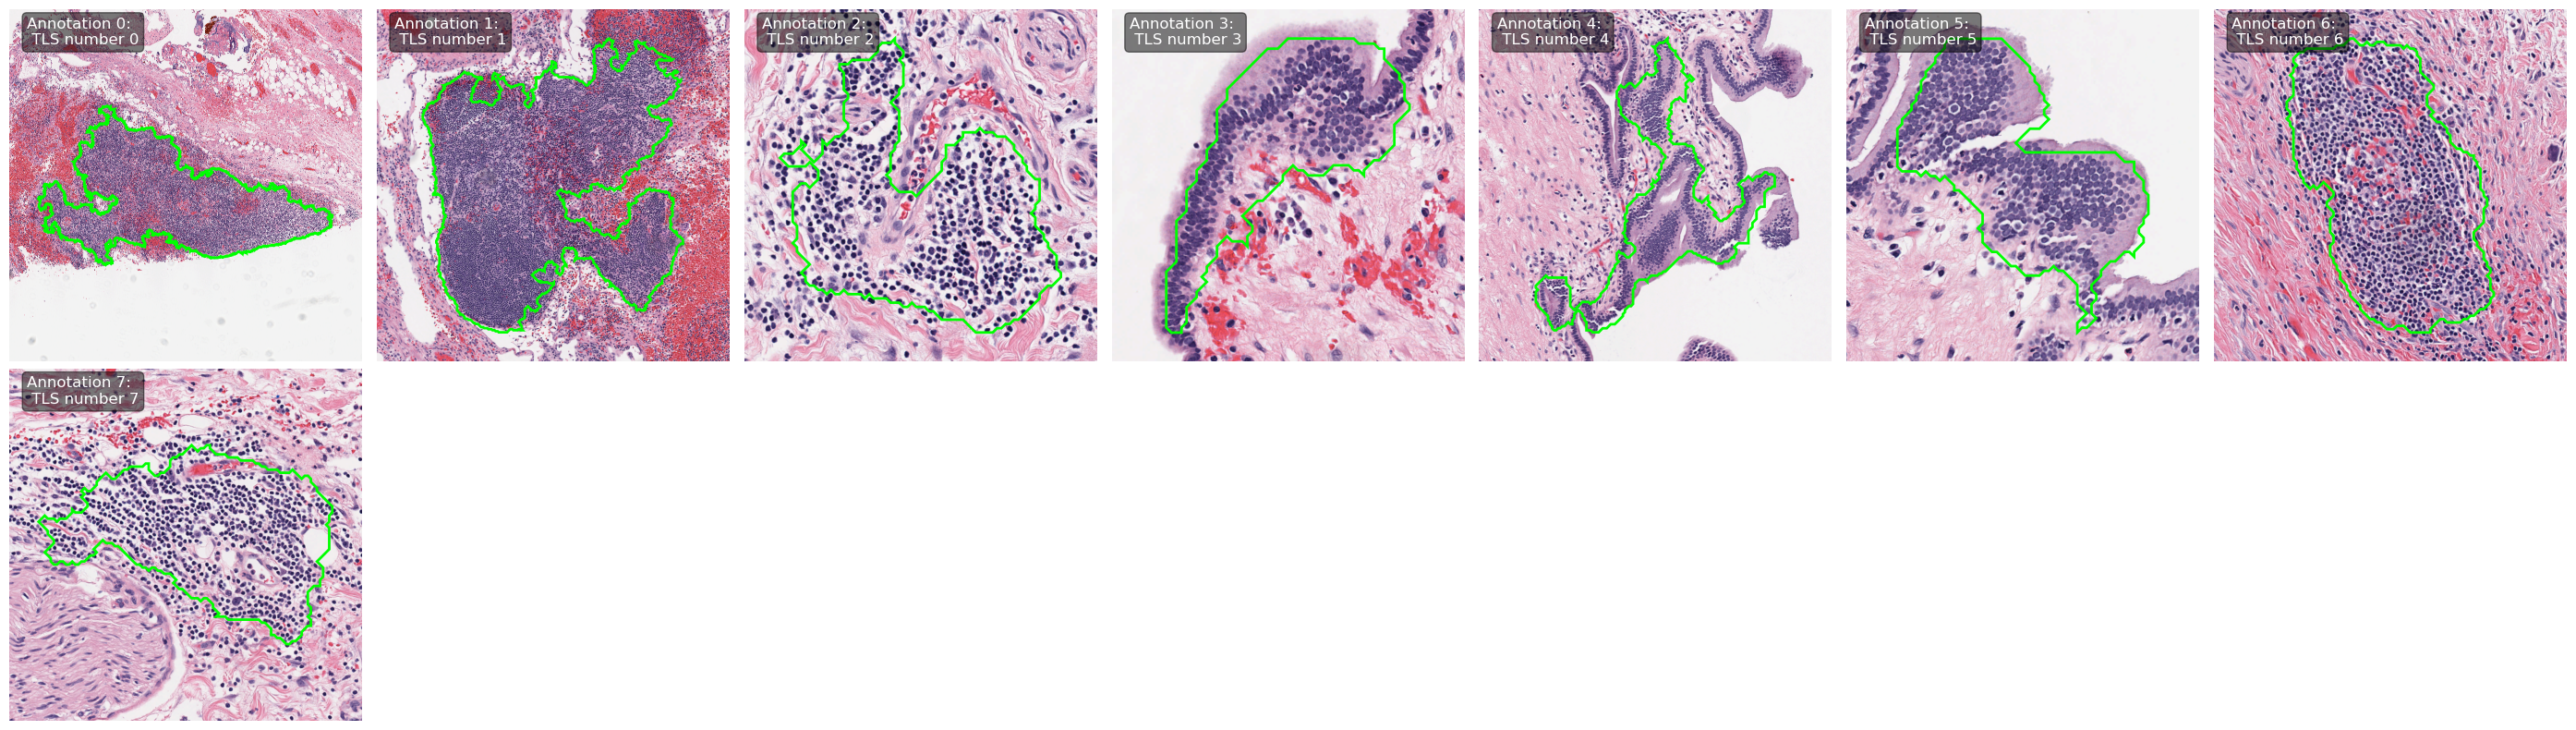 Annotation 0:
TLS number 0
Annotation 1:
TLS number 1
Annotation 2:
TLS number 2
Annotation 3:
TLS number 3
Annotation 4:
TLS number 4
Annotation 5:
TLS number 5
Annotation 6:
TLS number 6
Annotation 7:
TLS number 7